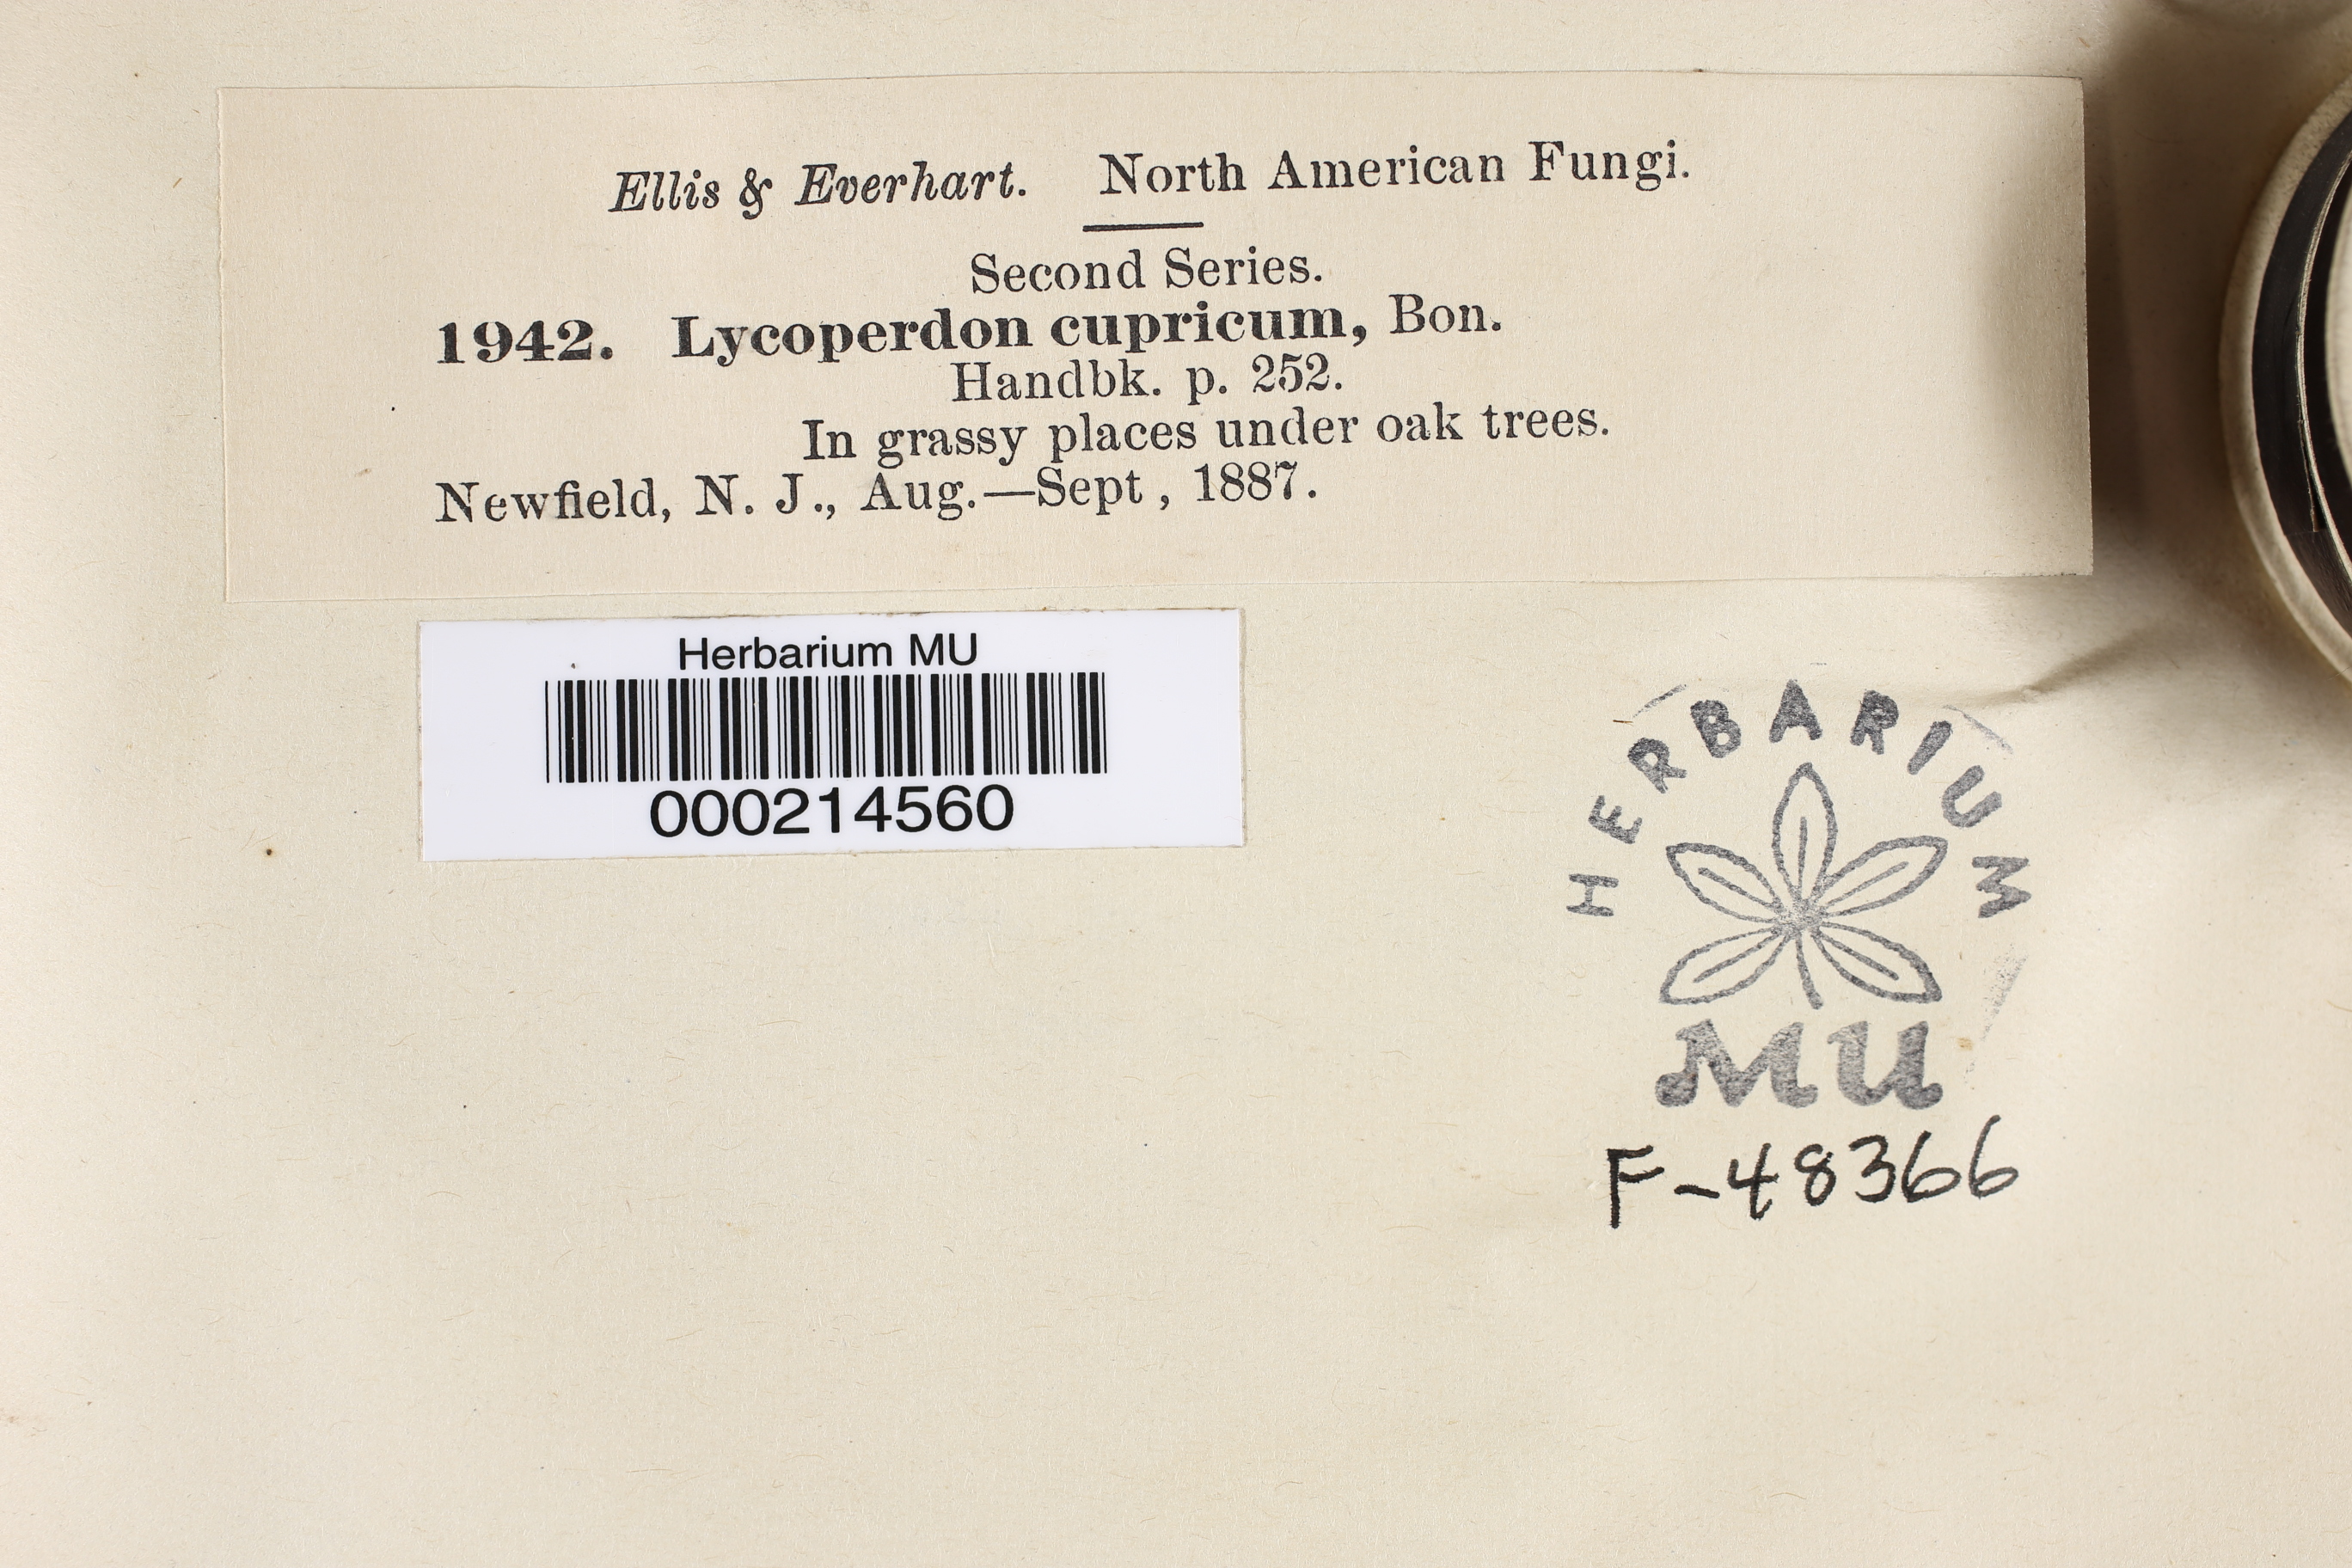 Ellis & Everhart. North American Fungi.
Second Series.
1942. Lycoperdon cupricum, Bon.
Handbk. p. 252.
In grassy places under oak trees.
Newfield, N. J., Aug.—Sept , 1887.
Herbarium MU
000214560
HERBARIUM
MU
F-48366